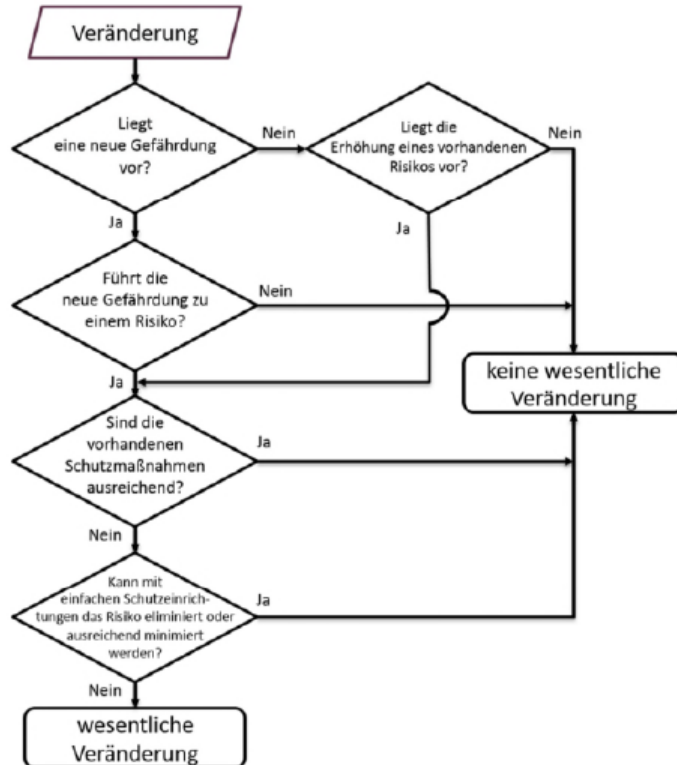 Veränderung
Liegt
eine neue Gefährdung
vor?
Nein
Liegt die
Erhöhung eines vorhandenen
Risikos vor?
Nein
Ja
Ja
Führt die
neue Gefährdung zu
einem Risiko?
Nein
keine wesentliche
Veränderung
Ja
Sind die
vorhandenen
Schutzmaßnahmen
ausreichend?
Ja
Nein
Kann mit
einfachen Schutzeinrich-
tungen das Risiko eliminiert oder
ausreichend minimiert
werden?
Ja
Nein
wesentliche
Veränderung